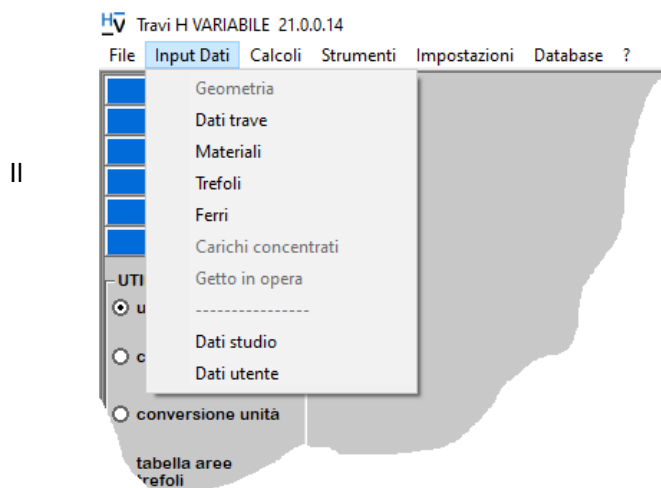 HV Travi H VARIABILE 21.0.0.14
File Input Dati Calcoli Strumenti Impostazioni Database ?
Geometria
Dati trave
Materiali
II
Trefoli
Ferri
Carichi concentrati
Getto in opera
UTI
u
----------------
Dati studio
c
Dati utente
conversione unità
tabella aree
trefoli